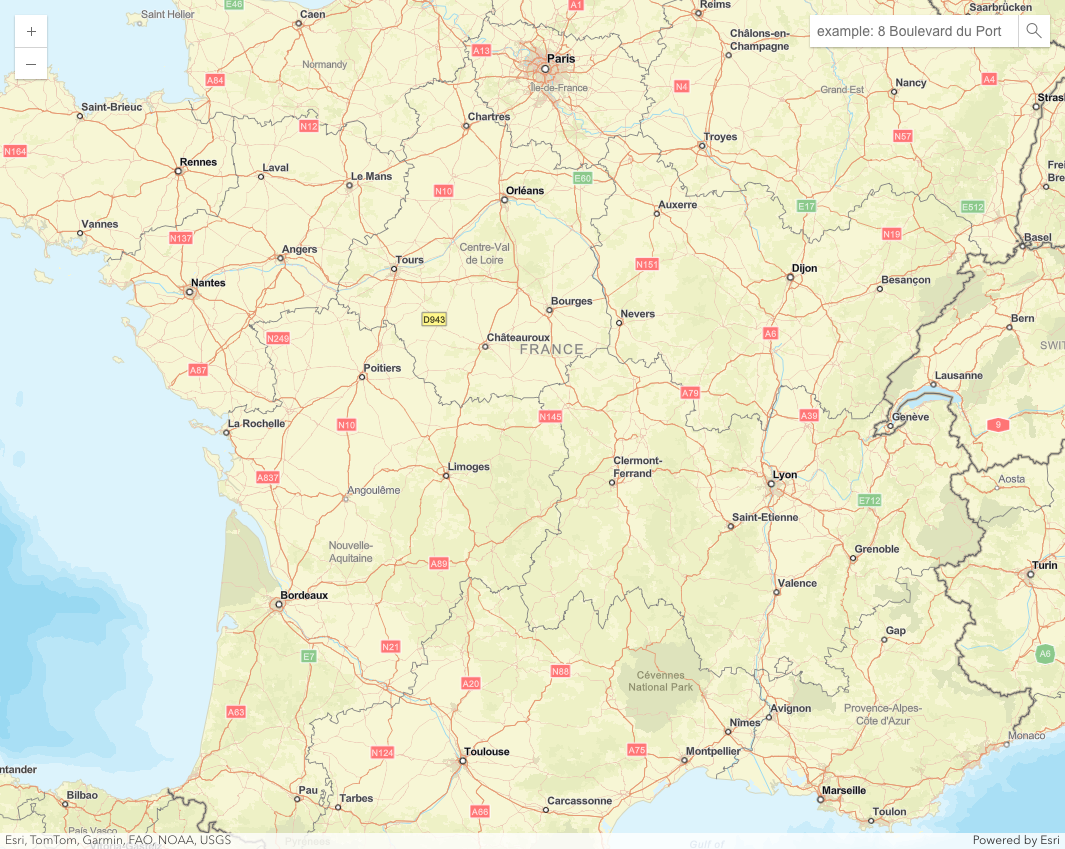 E46
A1
Reims
Saarbrücken
Saint Helier
Caen
+
example: 8 Boulevard du Port
Châlons-en-
Champagne
A13
Paris
−
Normandy
A84
Île-de-France
N4
Grand Est
Nancy
A4
Stras
Saint-Brieuc
Chartres
N12
Troyes
N57
N164
Rennes
Laval
Le Mans
E60
Frei
Bre
N10
Orléans
Auxerre
E17
E512
Vannes
N137
Angers
Centre-Val
de Loire
N19
Basel
Tours
N151
Dijon
Besançon
Nantes
Bourges
Nevers
D943
Bern
N249
Châteauroux
FRANCE
A6
SWIT
A87
Poitiers
Lausanne
A79
La Rochelle
N10
N145
A39
Genève
9
Limoges
Clermont-
Ferrand
A837
Angoulême
Lyon
Aosta
E712
Saint-Etienne
Nouvelle-
Aquitaine
A89
Grenoble
Turin
Valence
Bordeaux
N21
E7
Gap
A6
N88
Cévennes
National Park
A20
A63
Avignon
Provence-Alpes-
Côte d'Azur
Nîmes
Monaco
N124
Toulouse
A75
Montpellier
ntander
Bilbao
Pau
Tarbes
Carcassonne
Marseille
A66
Toulon
País Vasco
Esri, TomTom, Garmin, FAO, NOAA, USGS
Pyrenees
Gulf of
Powered by Esri